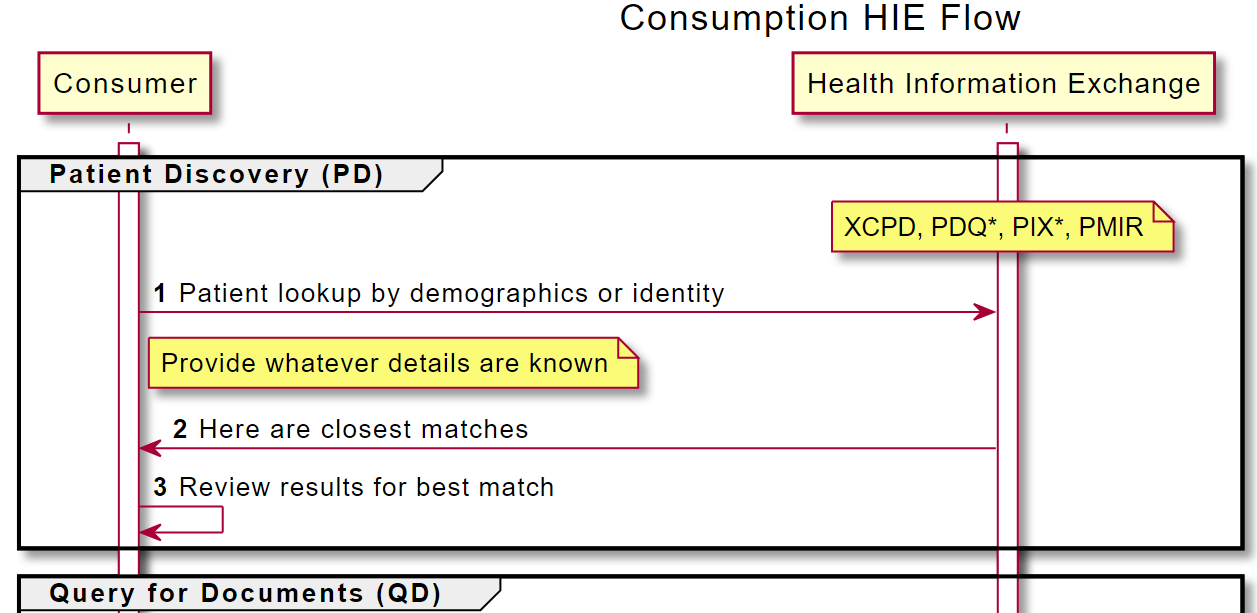 Consumption HIE Flow
Consumer
Health Information Exchange
Patient Discovery (PD)
XCPD, PDQ*, PIX*, PMIR
1 Patient lookup by demographics or identity
Provide whatever details are known
2 Here are closest matches
3 Review results for best match
Query for Documents (QD)